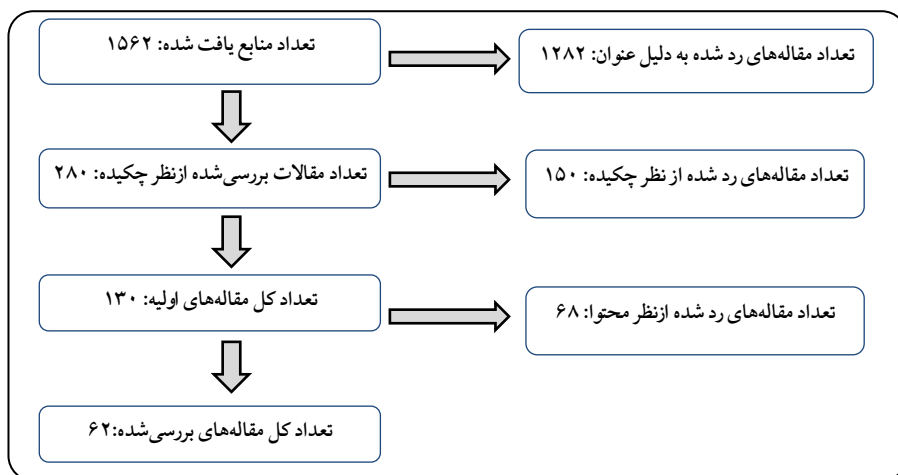 تعداد منابع یافت شده: ۱۵۶۲
تعداد مقاله‌های رد شده به دلیل عنوان: ۱۲۸۲
تعداد مقالات بررسی‌شده ازنظر چکیده: ۲۸۰
تعداد مقاله‌های رد شده از نظر چکیده: ۱۵۰
تعداد کل مقاله‌های اولیه: ۱۳۰
تعداد مقاله‌های رد شده ازنظر محتوا: ۶۸
تعداد کل مقاله‌های بررسی‌شده:۶۲